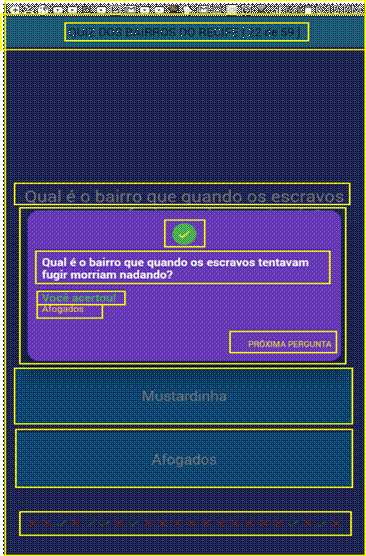 QUIZ DOS BAIRROS DO RECIFE [ 22 de 59 ]
Qual é o bairro que quando os escravos
Qual é o bairro que quando os escravos tentavam
fugir morriam nadando?
Você acertou!
Afogados
PRÓXIMA PERGUNTA
Mustardinha
Afogados